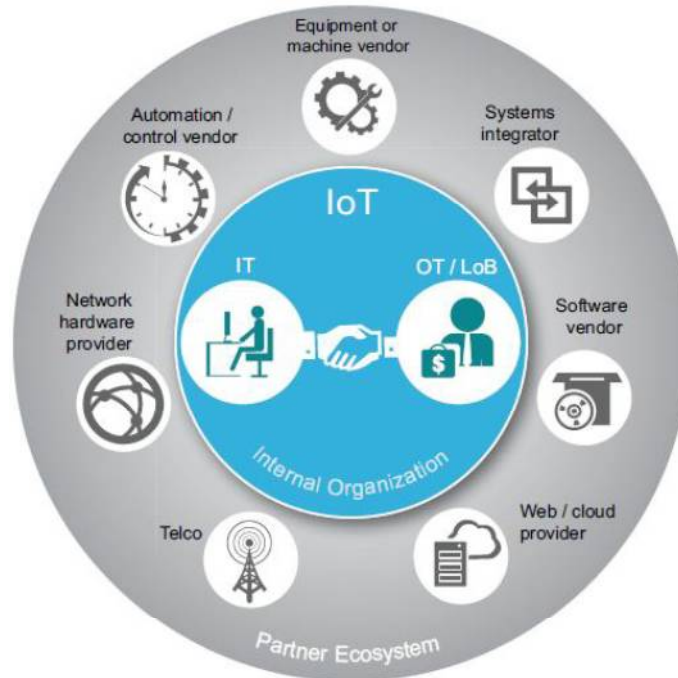 Equipment or
machine vendor
Automation /
control vendor
Systems
integrator
IoT
IT
OT / LoB
Network
hardware
provider
Software
vendor
$
Internal Organization
Telco
Web / cloud
provider
Partner Ecosystem